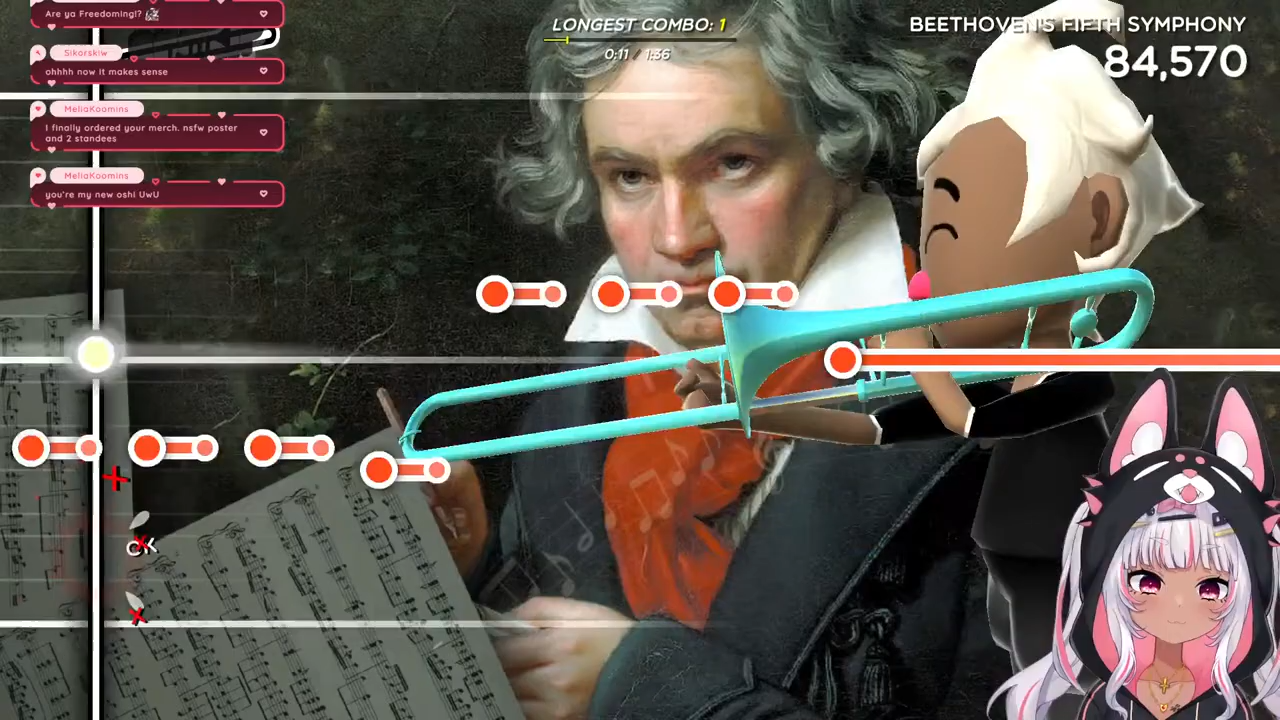 Are ya Freedoming!?
Sikorskiw
ohhhh now it makes sense
MeliaKoomins
I finally ordered your merch. nsfw poster
and 2 standees
MeliaKoomins
you're my new oshi UwU
LONGEST COMBO: 1
0:11 / 1:36
BEETHOVEN'S FIFTH SYMPHONY
84,570
OK